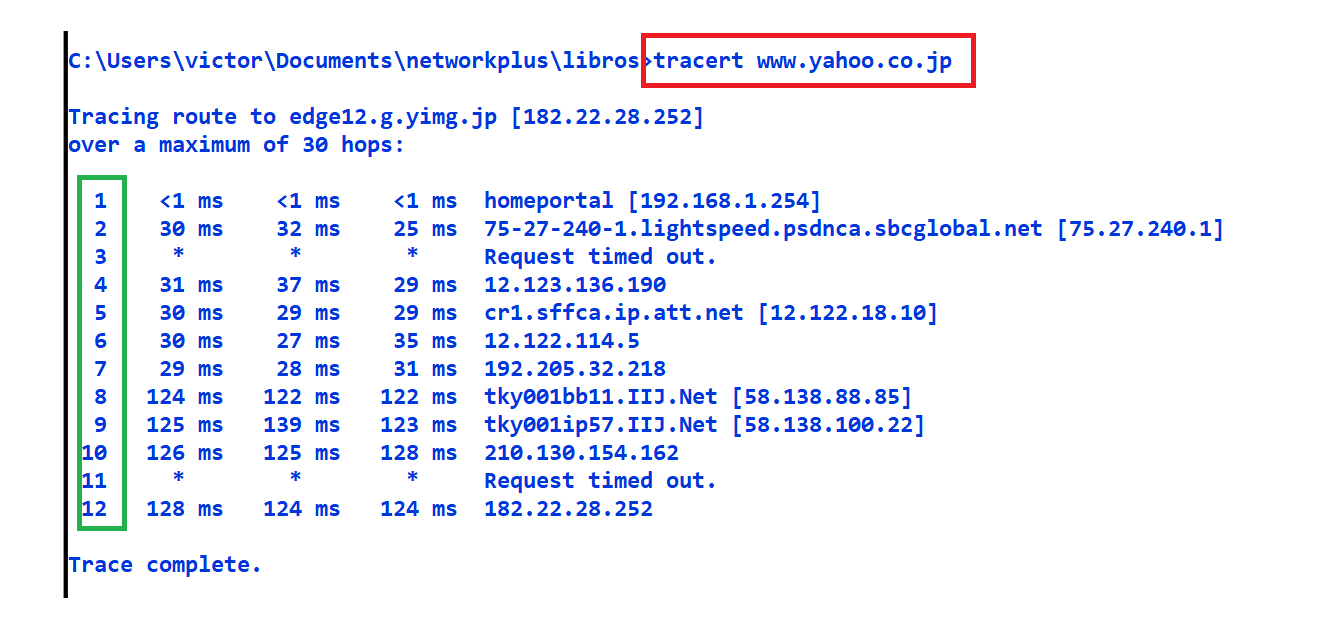 C:\Users\victor\Documents\networkplus\libros>tracert www.yahoo.co.jp
Tracing route to edge12.g.yimg.jp [182.22.28.252]
over a maximum of 30 hops:
1 <1 ms <1 ms <1 ms homeportal [192.168.1.254]
2 30 ms 32 ms 25 ms 75-27-240-1.lightspeed.psdnca.sbcglobal.net [75.27.240.1]
3 * * * Request timed out.
4 31 ms 37 ms 29 ms 12.123.136.190
5 30 ms 29 ms 29 ms cr1.sffca.ip.att.net [12.122.18.10]
6 30 ms 27 ms 35 ms 12.122.114.5
7 29 ms 28 ms 31 ms 192.205.32.218
8 124 ms 122 ms 122 ms tky001bb11.IIJ.Net [58.138.88.85]
9 125 ms 139 ms 123 ms tky001ip57.IIJ.Net [58.138.100.22]
10 126 ms 125 ms 128 ms 210.130.154.162
11 * * * Request timed out.
12 128 ms 124 ms 124 ms 182.22.28.252
Trace complete.